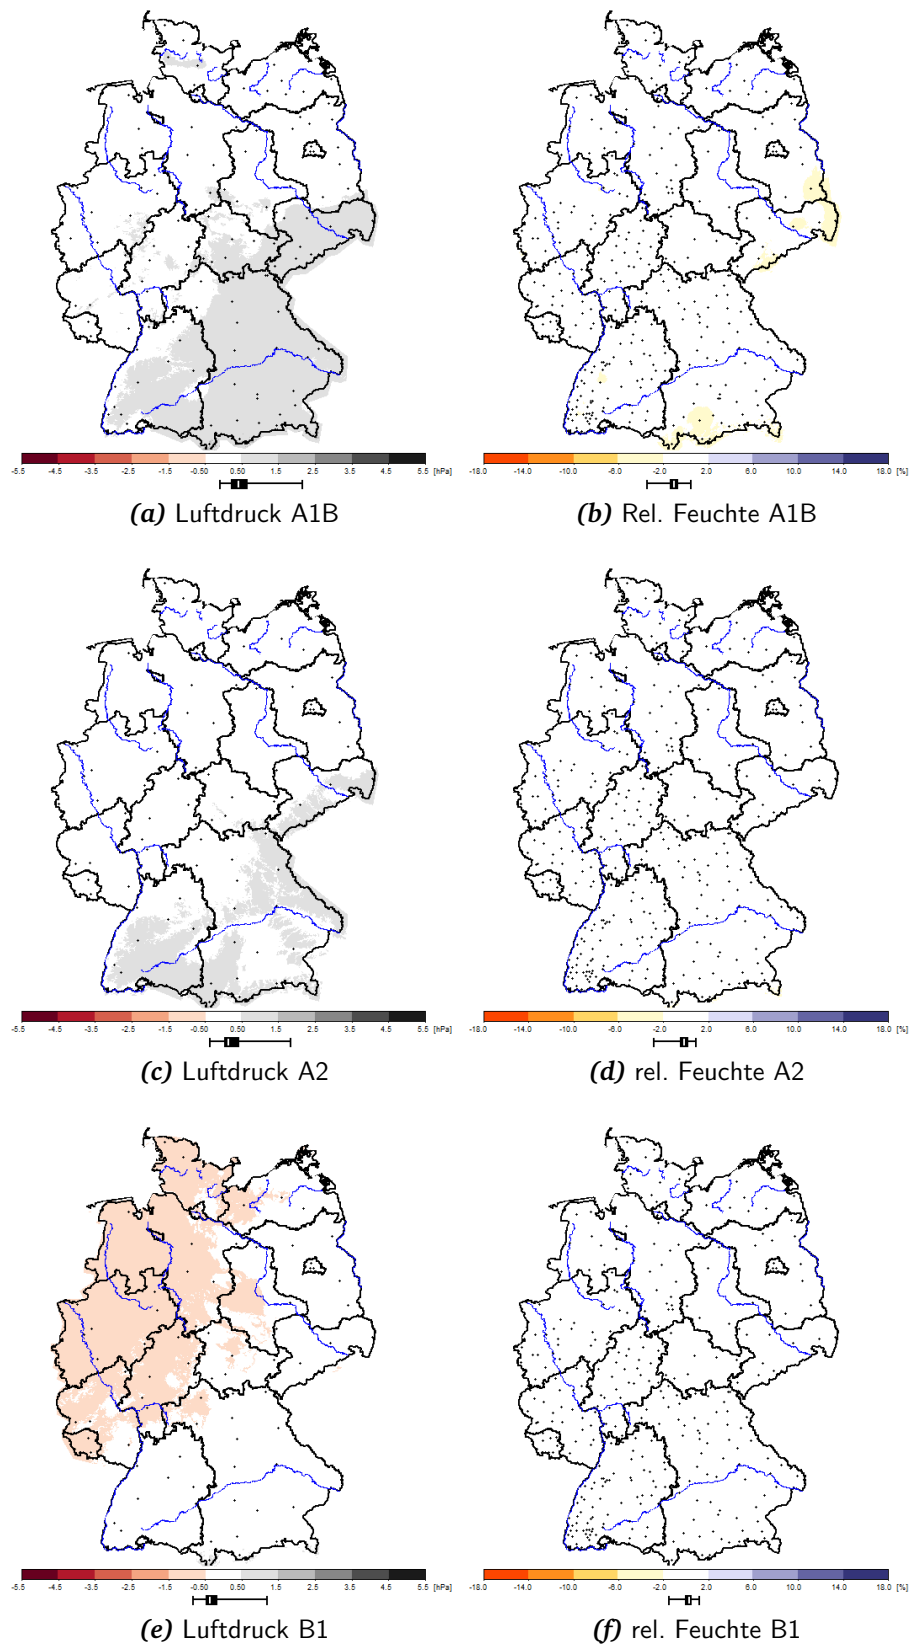 -5.5 -4.5 -3.5 -2.5 -1.5 -0.50 0.50 1.5 2.5 3.5 4.5 5.5 [hPa]
-18.0 -14.0 -10.0 -6.0 -2.0 2.0 6.0 10.0 14.0 18.0 [%]
(a) Luftdruck A1B
(b) Rel. Feuchte A1B
-5.5 -4.5 -3.5 -2.5 -1.5 -0.50 0.50 1.5 2.5 3.5 4.5 5.5 [hPa]
-18.0 -14.0 -10.0 -6.0 -2.0 2.0 6.0 10.0 14.0 18.0 [%]
(c) Luftdruck A2
(d) rel. Feuchte A2
-5.5 -4.5 -3.5 -2.5 -1.5 -0.50 0.50 1.5 2.5 3.5 4.5 5.5 [hPa]
-18.0 -14.0 -10.0 -6.0 -2.0 2.0 6.0 10.0 14.0 18.0 [%]
(e) Luftdruck B1
(f) rel. Feuchte B1